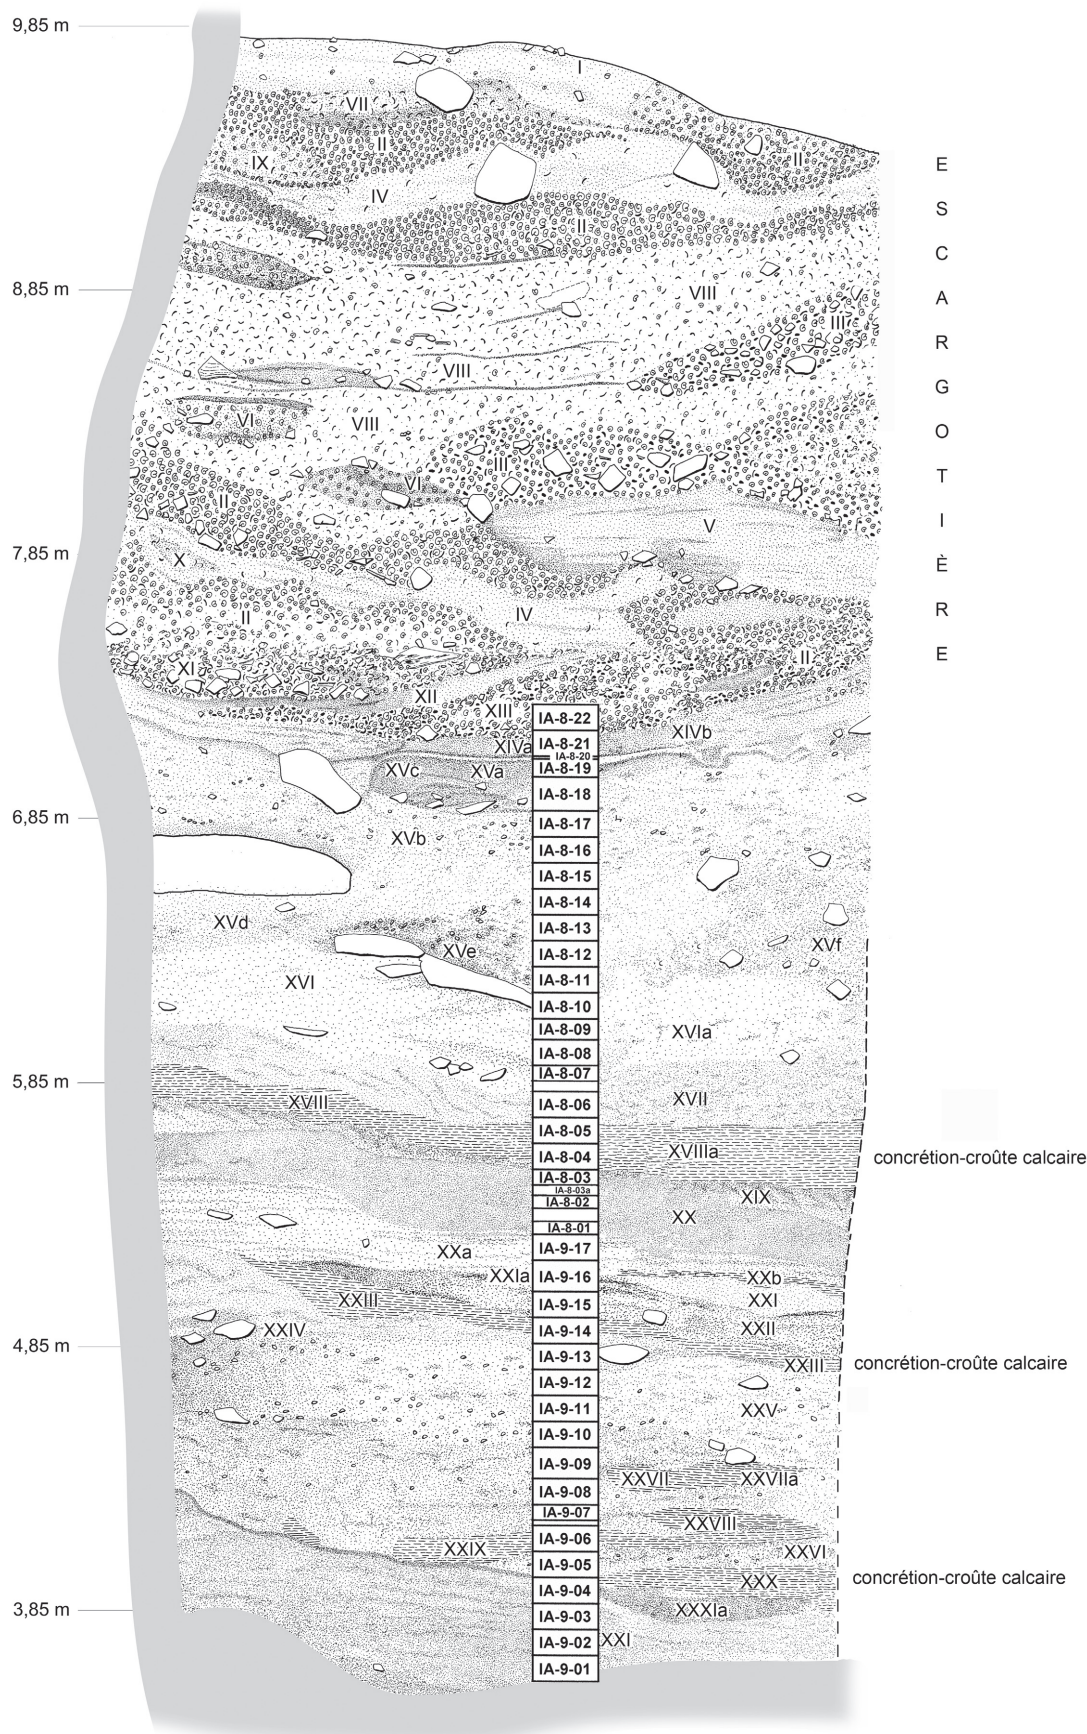 9,85 m
I
VII
II
II
IX
IV
II
E
S
C
A
R
G
O
T
I
È
R
E
8,85 m
VIII
III
VIII
VI
VIII
III
VI
II
V
7,85 m
X
IV
II
II
XI
XII
XIII
IA-8-22
XIVb
XIVa
IA-8-21
IA-8-20
XVc
XVa
IA-8-19
IA-8-18
6,85 m
IA-8-17
XVb
IA-8-16
IA-8-15
IA-8-14
XVd
IA-8-13
XVe
XVf
IA-8-12
XVI
IA-8-11
IA-8-10
IA-8-09
XVIa
IA-8-08
IA-8-07
5,85 m
XVIII
IA-8-06
XVII
IA-8-05
IA-8-04
XVIIIa
concrétion-croûte calcaire
IA-8-03
IA-8-03a
IA-8-02
XIX
XX
IA-8-01
XXa
IA-9-17
XXIa
IA-9-16
XXb
XXIII
IA-9-15
XXI
XXIV
IA-9-14
XXII
4,85 m
IA-9-13
XXIII
concrétion-croûte calcaire
IA-9-12
IA-9-11
XXV
IA-9-10
IA-9-09
XXVII
XXVIIa
IA-9-08
IA-9-07
XXVIII
XXIX
IA-9-06
XXVI
IA-9-05
XXX
concrétion-croûte calcaire
IA-9-04
3,85 m
IA-9-03
XXXIa
IA-9-02
XXI
IA-9-01